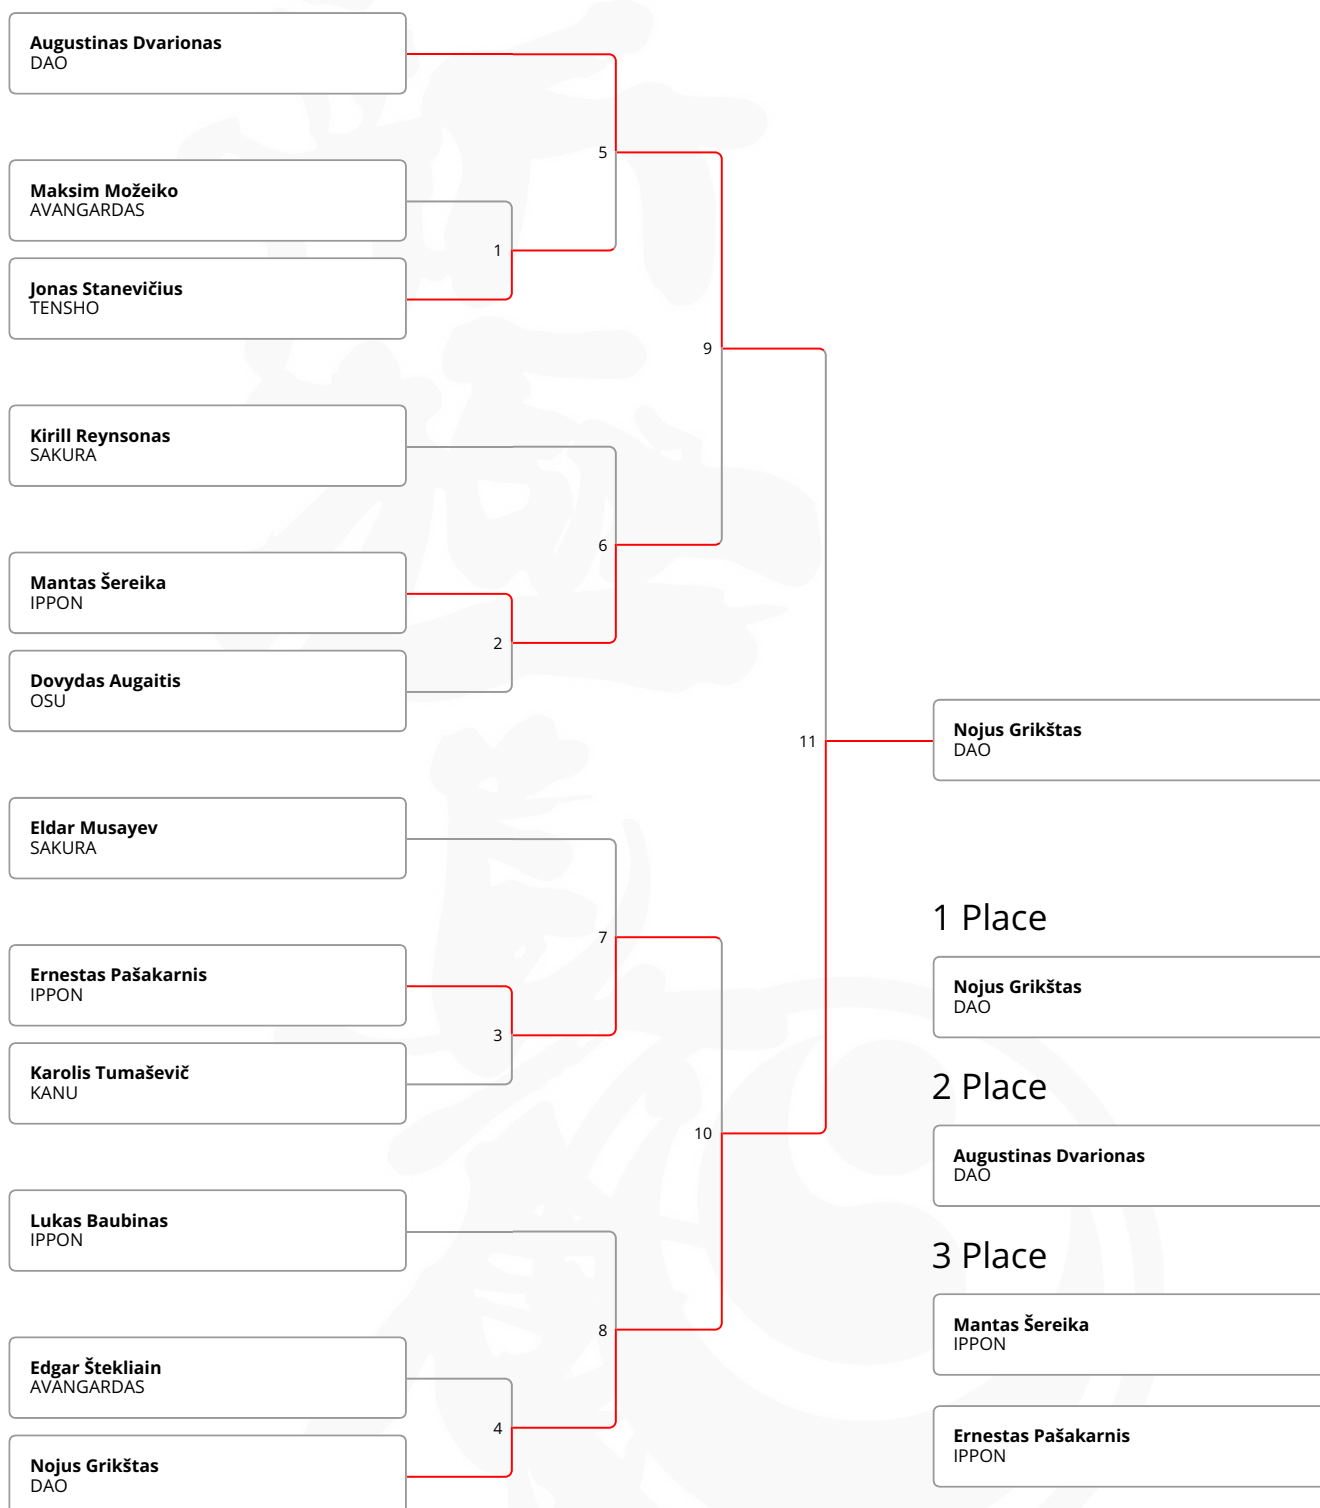 Augustinas Dvarionas
DAO
5
Maksim Možeiko
AVANGARDAS
1
Jonas Stanevičius
TENSHO
9
Kirill Reynsonas
SAKURA
6
Mantas Šereika
IPPON
2
Dovydas Augaitis
OSU
11
Nojus Grikštas
DAO
Eldar Musayev
SAKURA
7
Ernestas Pašakarnis
IPPON
3
Karolis Tumaševič
KANU
10
Lukas Baubinas
IPPON
8
Edgar Štekliain
AVANGARDAS
4
Nojus Grikštas
DAO
1 Place
Nojus Grikštas
DAO
2 Place
Augustinas Dvarionas
DAO
3 Place
Mantas Šereika
IPPON
Ernestas Pašakarnis
IPPON